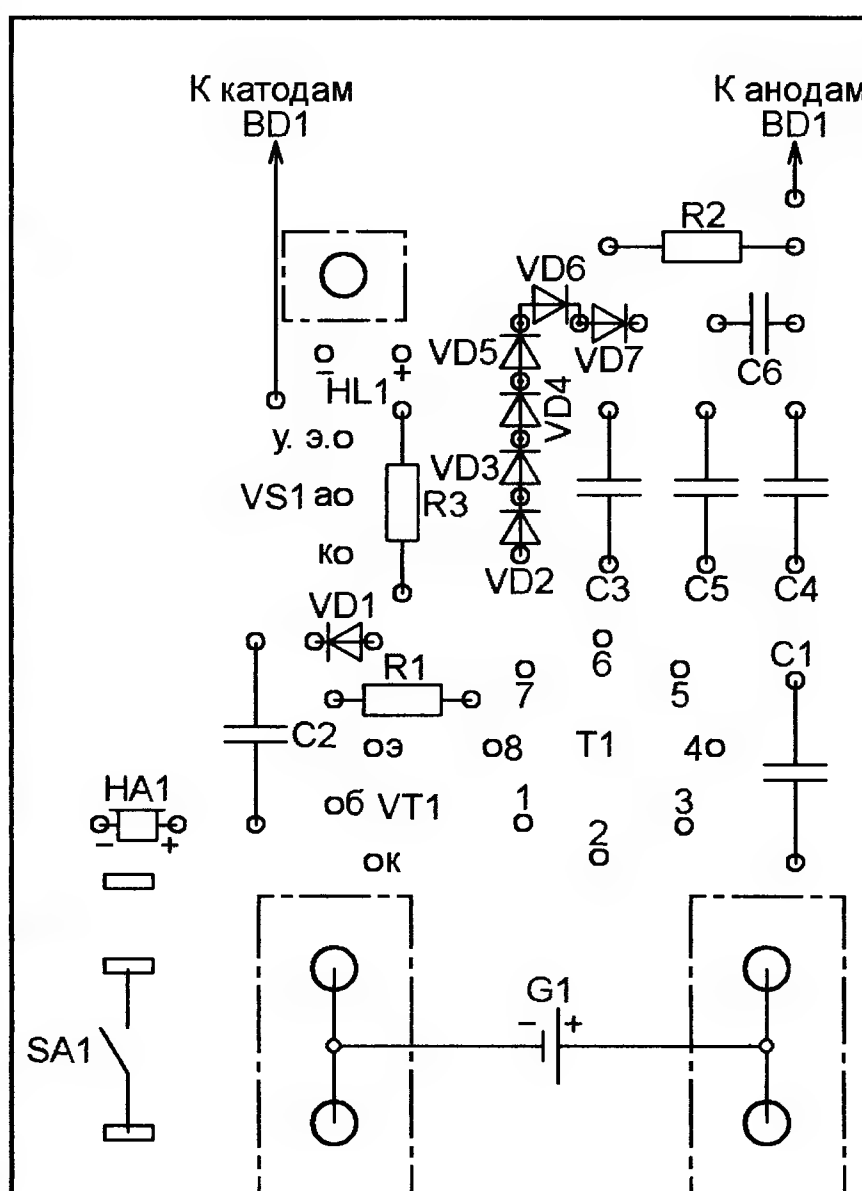 К катодам
BD1
К анодам
BD1
R2
VD6
VD5
VD7
C6
- +
HL1
VD4
у. э.
VD3
VS1 а
R3
к
VD2
C3
C5
C4
VD1
6
C1
R1
7
5
C2
э
8
T1
4
HA1
б
VT1
1
3
- +
2
к
G1
- +
SA1